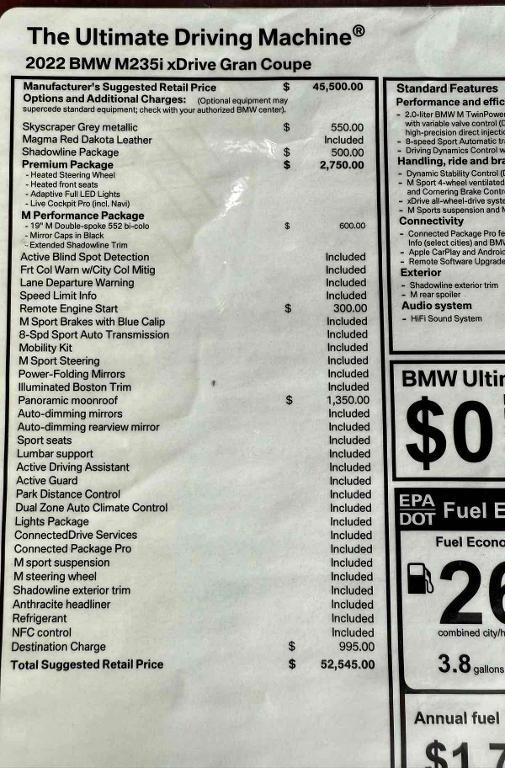 The Ultimate Driving Machine®
2022 BMW M235i xDrive Gran Coupe
Manufacturer's Suggested Retail Price $ 45,500.00
Options and Additional Charges: (Optional equipment may
supercede standard equipment; check with your authorized BMW center).
Skyscraper Grey metallic $ 550.00
Magma Red Dakota Leather Included
Shadowline Package $ 500.00
Premium Package $ 2,750.00
- Heated Steering Wheel
- Heated front seats
- Adaptive Full LED Lights
- Live Cockpit Pro (incl. Navi)
M Performance Package
- 19" M Double-spoke 552 bi-colo $ 600.00
- Mirror Caps in Black
- Extended Shadowline Trim
Active Blind Spot Detection Included
Frt Col Warn w/City Col Mitig Included
Lane Departure Warning Included
Speed Limit Info Included
Remote Engine Start $ 300.00
M Sport Brakes with Blue Calip Included
8-Spd Sport Auto Transmission Included
Mobility Kit Included
M Sport Steering Included
Power-Folding Mirrors Included
Illuminated Boston Trim Included
Panoramic moonroof $ 1,350.00
Auto-dimming mirrors Included
Auto-dimming rearview mirror Included
Sport seats Included
Lumbar support Included
Active Driving Assistant Included
Active Guard Included
Park Distance Control Included
Dual Zone Auto Climate Control Included
Lights Package Included
ConnectedDrive Services Included
Connected Package Pro Included
M sport suspension Included
M steering wheel Included
Shadowline exterior trim Included
Anthracite headliner Included
Refrigerant Included
NFC control Included
Destination Charge $ 995.00
Total Suggested Retail Price $ 52,545.00
Standard Features
Performance and effic
- 2.0-liter BMW M TwinPower
with variable valve control (D
high-precision direct injectio
- 8-speed Sport Automatic tr
- Driving Dynamics Control w
Handling, ride and bra
- Dynamic Stability Control (D
- M Sport 4-wheel ventilated
and Cornering Brake Contr
- xDrive all-wheel-drive syste
- M Sports suspension and M
Connectivity
- Connected Package Pro fe
Info (select cities) and BMW
- Apple CarPlay and Android
- Remote Software Upgrade
Exterior
- Shadowline exterior trim
- M rear spoiler
Audio system
- HiFi Sound System
BMW Ultim
$0
EPA
DOT Fuel E
Fuel Econo
26
combined city/h
3.8 gallons
Annual fuel
$1,7